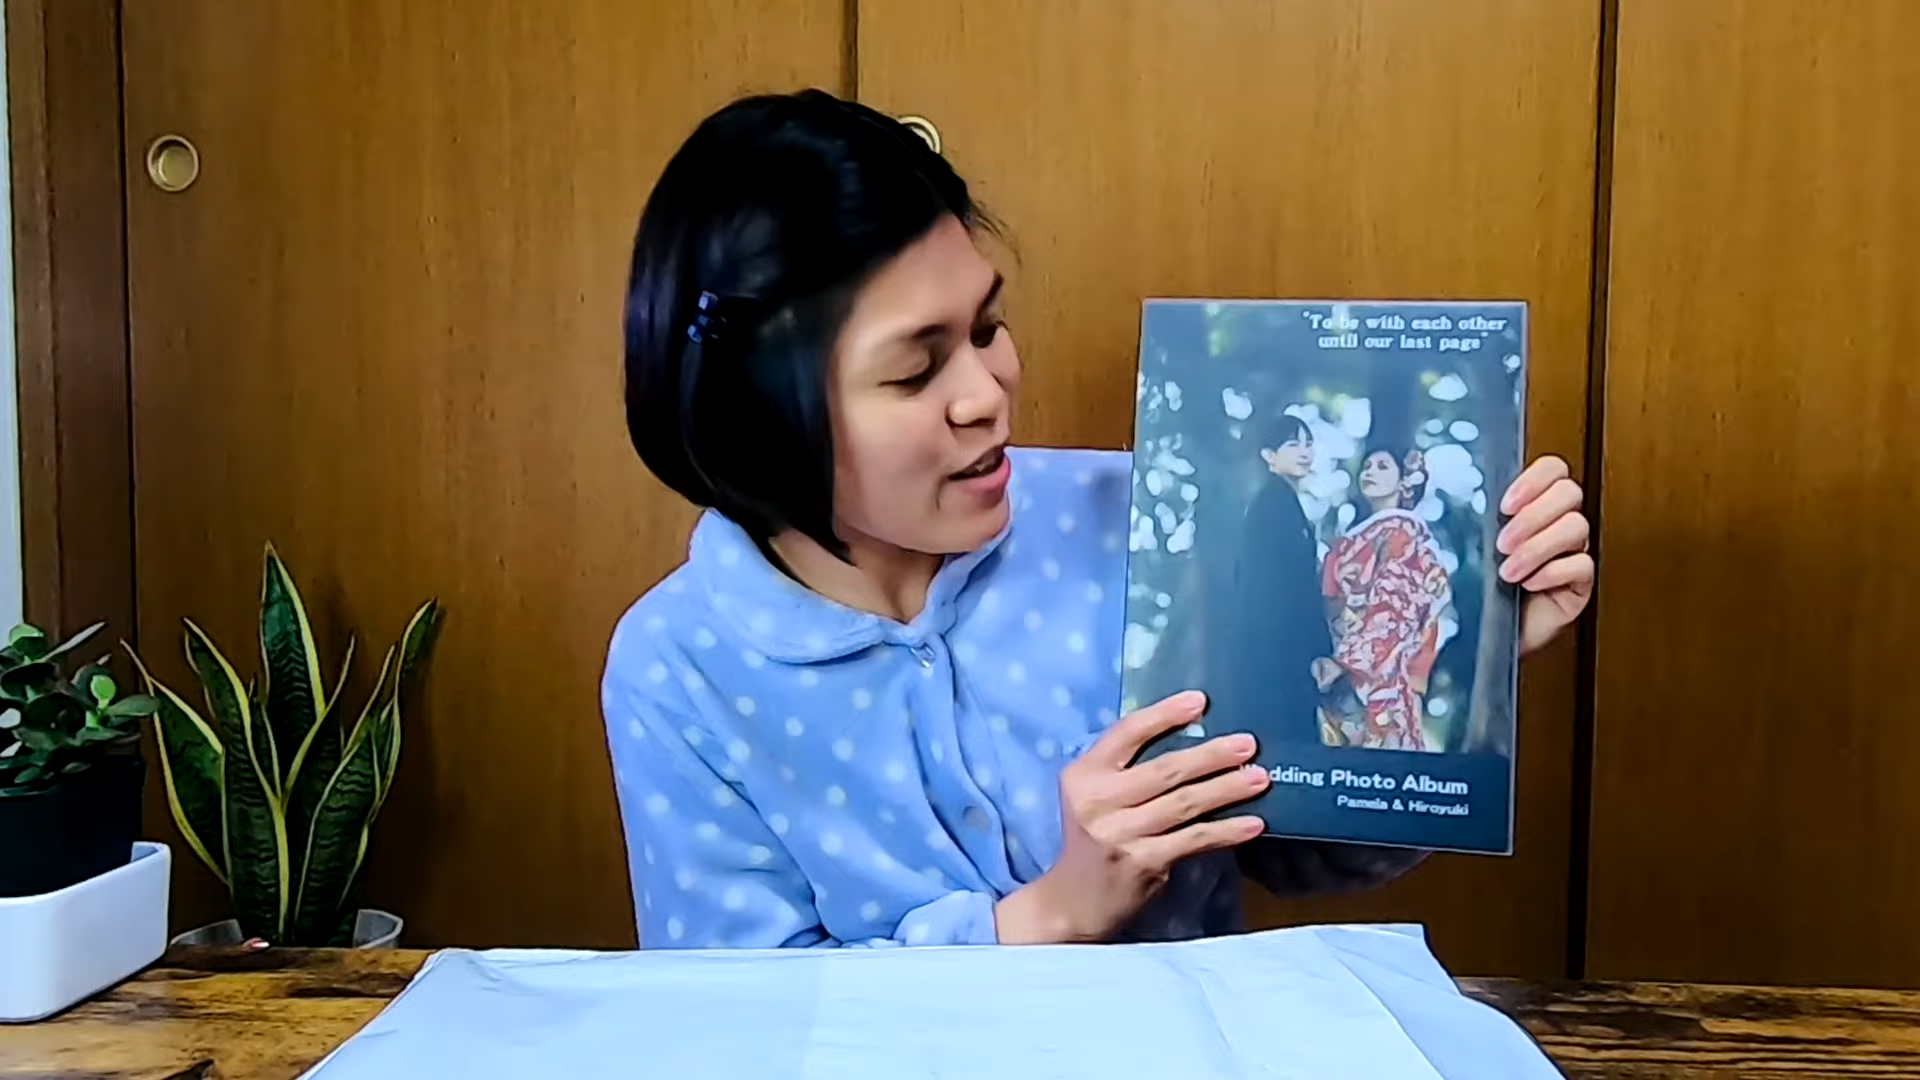 "To be with each other
until our last page"
Wedding Photo Album
Pamela & Hiroyuki